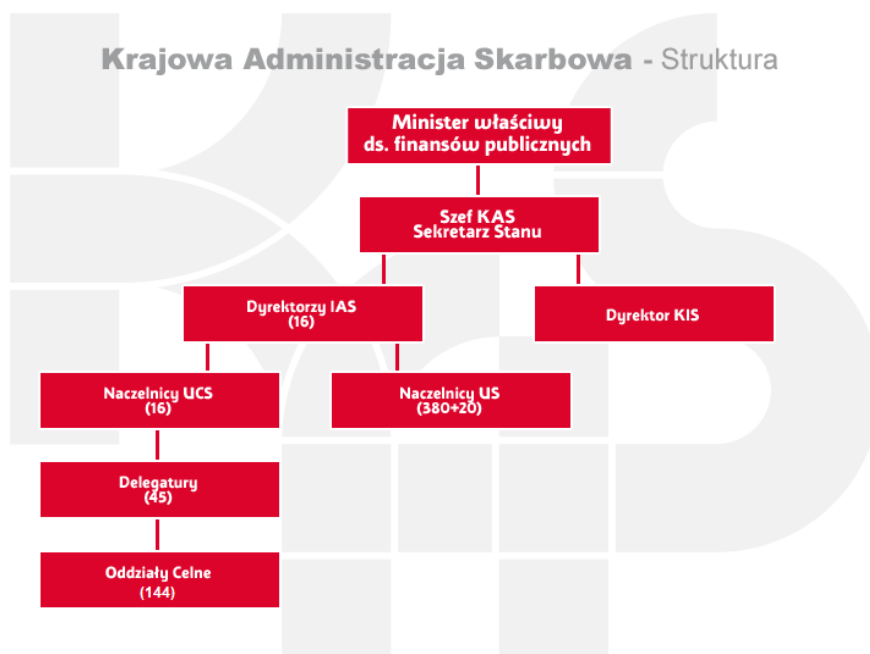 Krajowa Administracja Skarbowa - Struktura
Minister właściwy
ds. finansów publicznych
Szef KAS
Sekretarz Stanu
Dyrektorzy IAS
(16)
Dyrektor KIS
Naczelnicy UCS
(16)
Naczelnicy US
(380+20)
Delegatury
(45)
Oddziały Celne
(144)